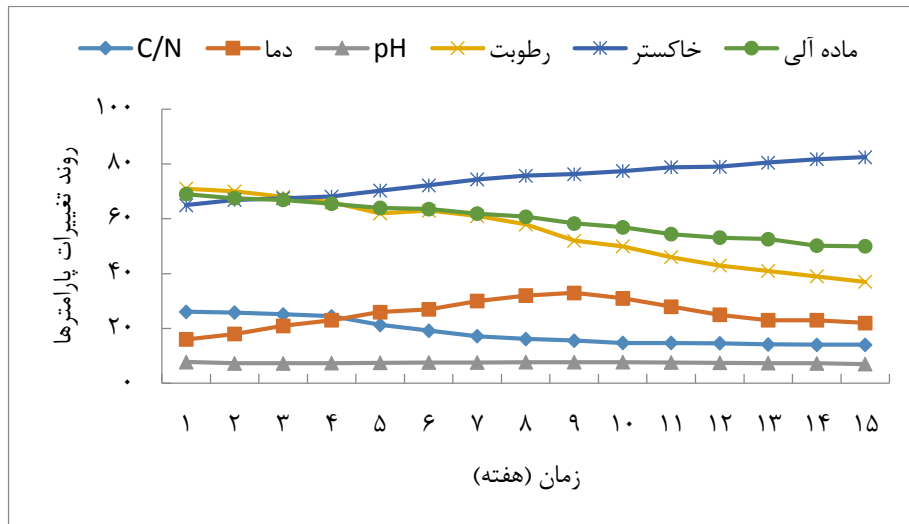 C/N دما pH رطوبت خاکستر ماده آلی
روند تغییرات پارامترها
۱۰۰
۸۰
۶۰
۴۰
۲۰
۰
۱ ۲ ۳ ۴ ۵ ۶ ۷ ۸ ۹ ۱۰ ۱۱ ۱۲ ۱۳ ۱۴ ۱۵
زمان (هفته)